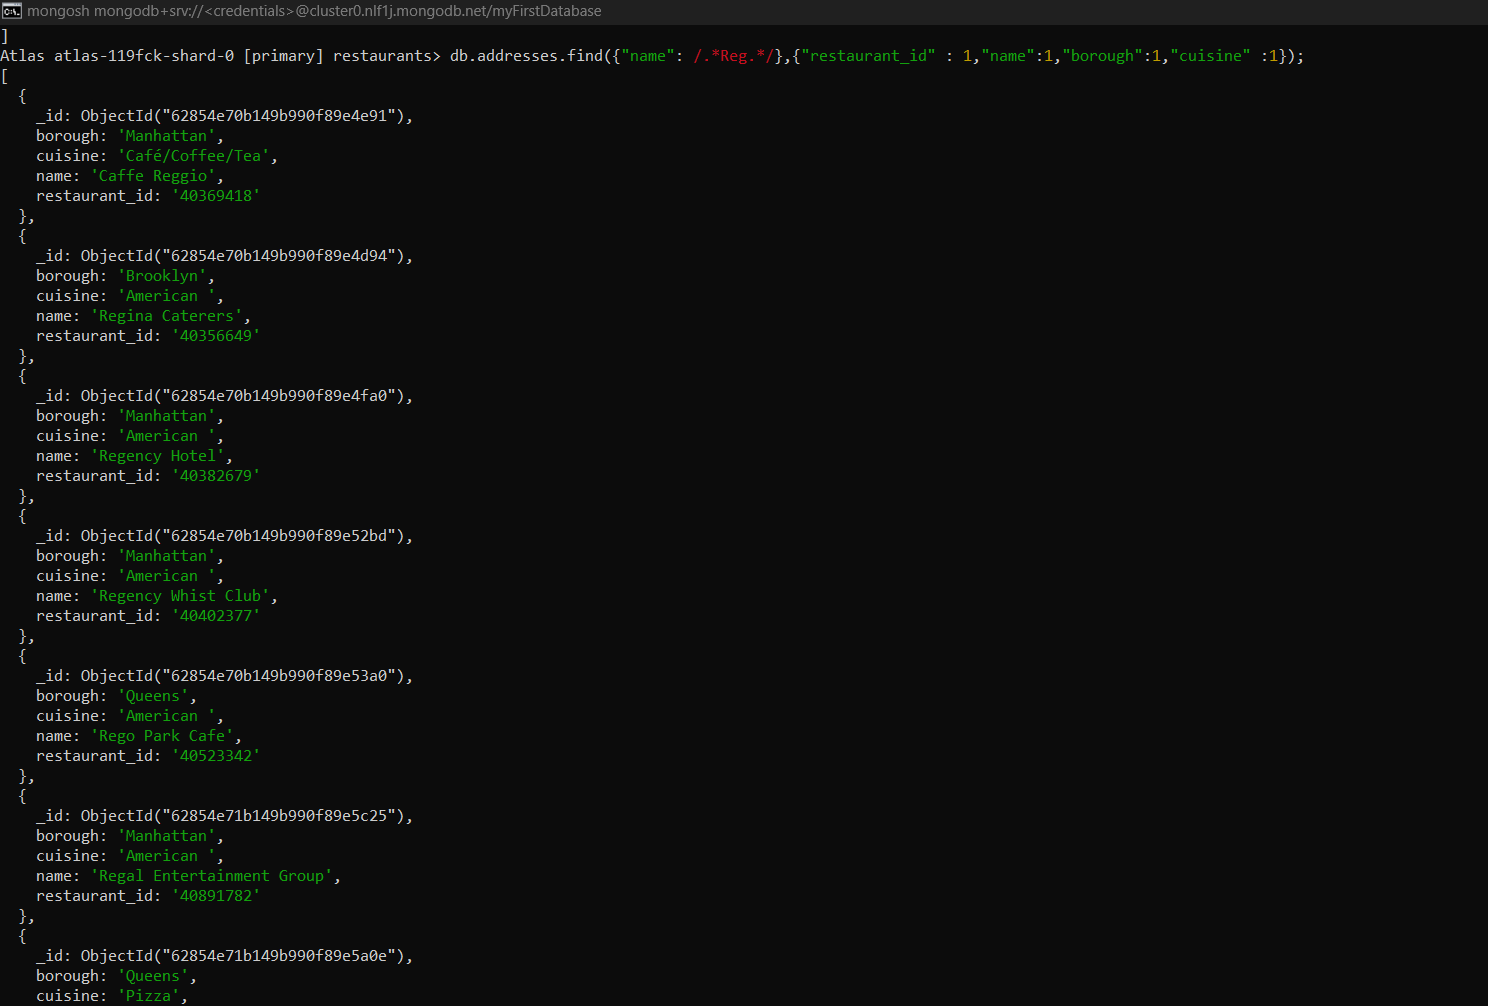 mongosh mongodb+srv://<credentials>@cluster0.nlf1j.mongodb.net/myFirstDatabase
]
Atlas atlas-119fck-shard-0 [primary] restaurants> db.addresses.find({"name": /.*Reg.*/},{"restaurant_id" : 1,"name":1,"borough":1,"cuisine" :1});
[
  {
    _id: ObjectId("62854e70b149b990f89e4e91"),
    borough: 'Manhattan',
    cuisine: 'Café/Coffee/Tea',
    name: 'Caffe Reggio',
    restaurant_id: '40369418'
  },
  {
    _id: ObjectId("62854e70b149b990f89e4d94"),
    borough: 'Brooklyn',
    cuisine: 'American ',
    name: 'Regina Caterers',
    restaurant_id: '40356649'
  },
  {
    _id: ObjectId("62854e70b149b990f89e4fa0"),
    borough: 'Manhattan',
    cuisine: 'American ',
    name: 'Regency Hotel',
    restaurant_id: '40382679'
  },
  {
    _id: ObjectId("62854e70b149b990f89e52bd"),
    borough: 'Manhattan',
    cuisine: 'American ',
    name: 'Regency Whist Club',
    restaurant_id: '40402377'
  },
  {
    _id: ObjectId("62854e70b149b990f89e53a0"),
    borough: 'Queens',
    cuisine: 'American ',
    name: 'Rego Park Cafe',
    restaurant_id: '40523342'
  },
  {
    _id: ObjectId("62854e71b149b990f89e5c25"),
    borough: 'Manhattan',
    cuisine: 'American ',
    name: 'Regal Entertainment Group',
    restaurant_id: '40891782'
  },
  {
    _id: ObjectId("62854e71b149b990f89e5a0e"),
    borough: 'Queens',
    cuisine: 'Pizza',